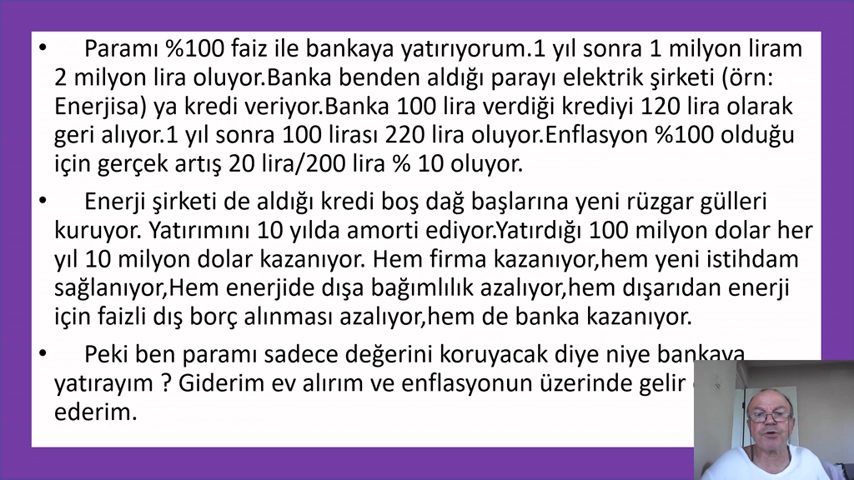 • Paramı %100 faiz ile bankaya yatırıyorum.1 yıl sonra 1 milyon liram
2 milyon lira oluyor.Banka benden aldığı parayı elektrik şirketi (örn:
Enerjisa) ya kredi veriyor.Banka 100 lira verdiği krediyi 120 lira olarak
geri alıyor.1 yıl sonra 100 lirası 220 lira oluyor.Enflasyon %100 olduğu
için gerçek artış 20 lira/200 lira % 10 oluyor.
• Enerji şirketi de aldığı kredi boş dağ başlarına yeni rüzgar gülleri
kuruyor. Yatırımını 10 yılda amorti ediyor.Yatırdığı 100 milyon dolar her
yıl 10 milyon dolar kazanıyor. Hem firma kazanıyor,hem yeni istihdam
sağlanıyor,Hem enerjide dışa bağımlılık azalıyor,hem dışarıdan enerji
için faizli dış borç alınması azalıyor,hem de banka kazanıyor.
• Peki ben paramı sadece değerini koruyacak diye niye bankaya
yatırayım ? Giderim ev alırım ve enflasyonun üzerinde gelir
ederim.